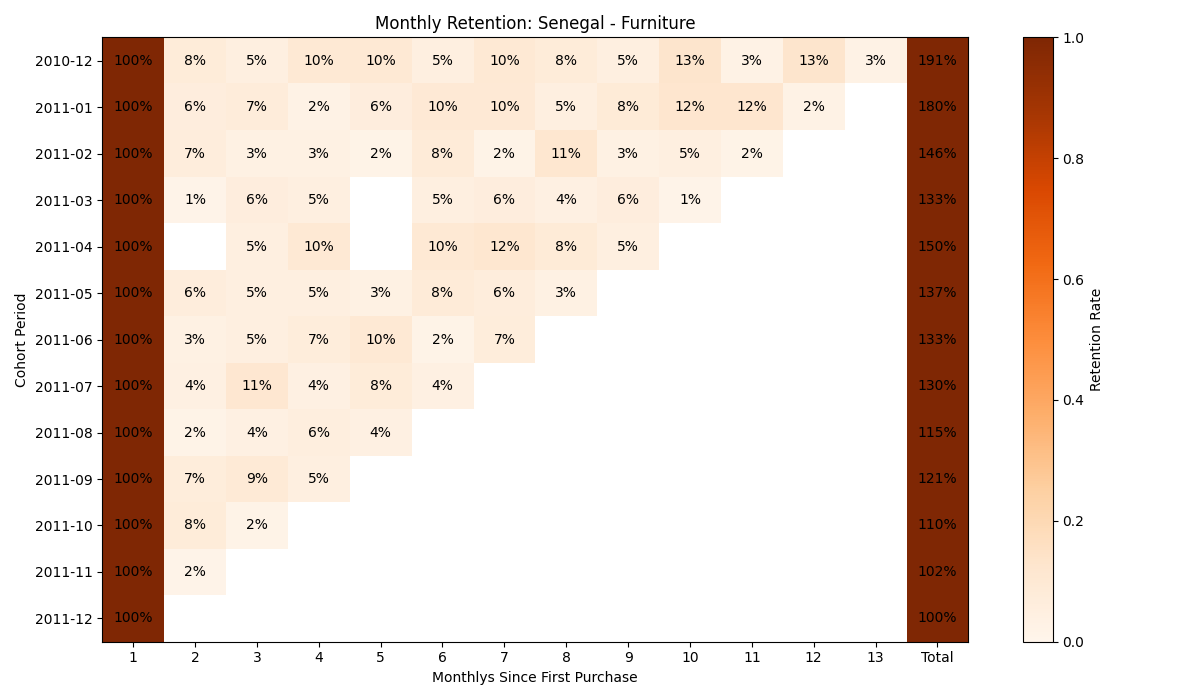 Monthly Retention: Senegal - Furniture
Cohort Period
2010-12 100% 8% 5% 10% 10% 5% 10% 8% 5% 13% 3% 13% 3% 191%
2011-01 100% 6% 7% 2% 6% 10% 10% 5% 8% 12% 12% 2% 180%
2011-02 100% 7% 3% 3% 2% 8% 2% 11% 3% 5% 2% 146%
2011-03 100% 1% 6% 5% 5% 6% 4% 6% 1% 133%
2011-04 100% 5% 10% 10% 12% 8% 5% 150%
2011-05 100% 6% 5% 5% 3% 8% 6% 3% 137%
2011-06 100% 3% 5% 7% 10% 2% 7% 133%
2011-07 100% 4% 11% 4% 8% 4% 130%
2011-08 100% 2% 4% 6% 4% 115%
2011-09 100% 7% 9% 5% 121%
2011-10 100% 8% 2% 110%
2011-11 100% 2% 102%
2011-12 100% 100%
1 2 3 4 5 6 7 8 9 10 11 12 13 Total
Monthlys Since First Purchase
1.0
0.8
0.6
0.4
0.2
0.0
Retention Rate